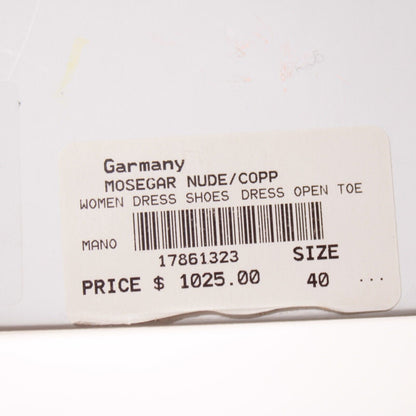 Garmany
MOSEGAR NUDE/COPP
WOMEN DRESS SHOES DRESS OPEN TOE
MANO
17861323
SIZE
PRICE $ 1025.00
40 ...